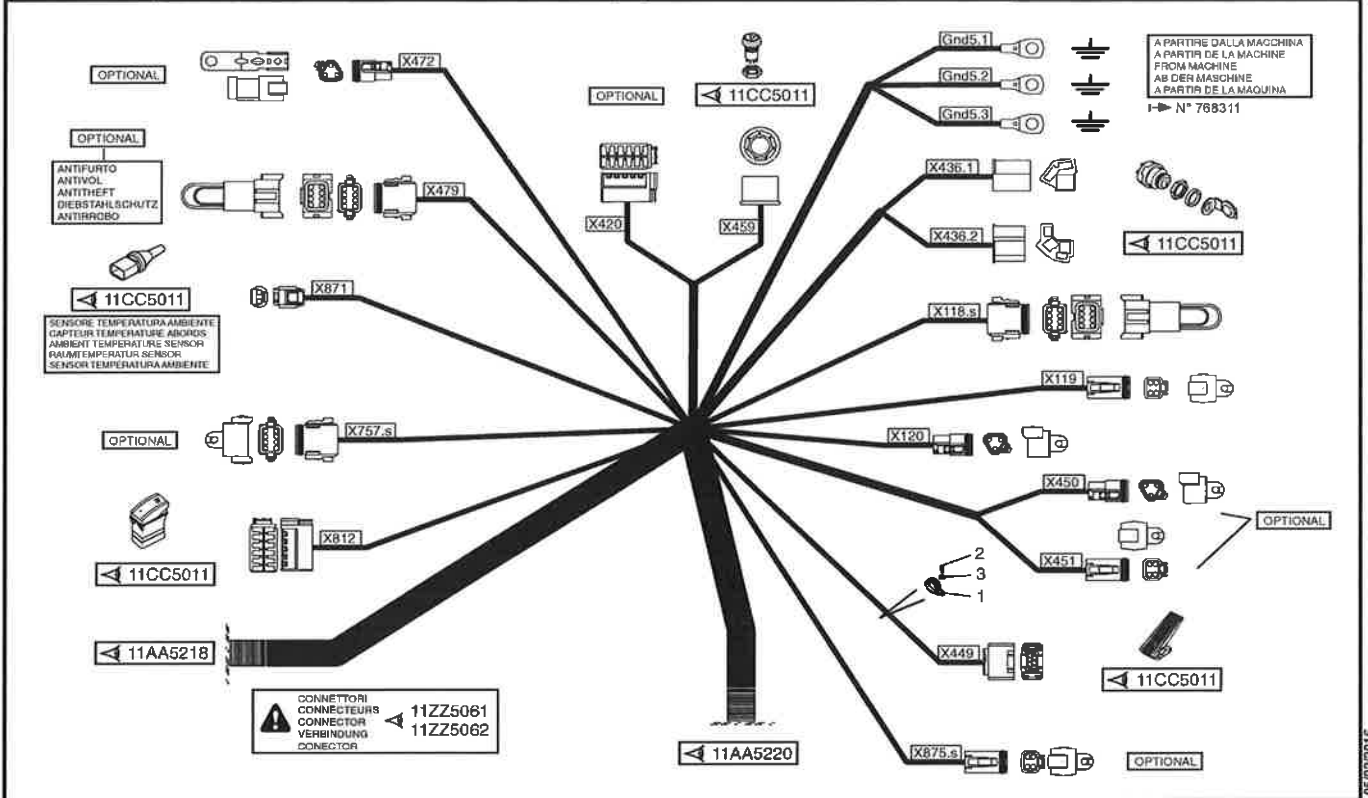 OPTIONAL
X472
OPTIONAL
ANTIFURTO
ANTIVOL
ANTITHEFT
DIEBSTAHLSCHUTZ
ANTIRROBO
X479
11CC5011
SENSORE TEMPERATURA AMBIENTE
CAPTEUR TEMPERATURE ABORDS
AMBIENT TEMPERATURE SENSOR
RAUMTEMPERATUR SENSOR
SENSOR TEMPERATURA AMBIENTE
X871
OPTIONAL
X757.s
X812
11CC5011
11AA5218
CONNETTORI
CONNECTEURS
CONNECTOR
VERBINDUNG
CONECTOR
11ZZ5061
11ZZ5062
OPTIONAL
11CC5011
X420
X459
Gnd5.1
Gnd5.2
Gnd5.3
A PARTIRE DALLA MACCHINA
A PARTIR DE LA MACHINE
FROM MACHINE
AB DER MASCHINE
A PARTIR DE LA MAQUINA
N° 768311
X436.1
X436.2
11CC5011
X118.s
X119
X120
X450
X451
OPTIONAL
2
3
1
X449
11CC5011
11AA5220
X875.s
OPTIONAL